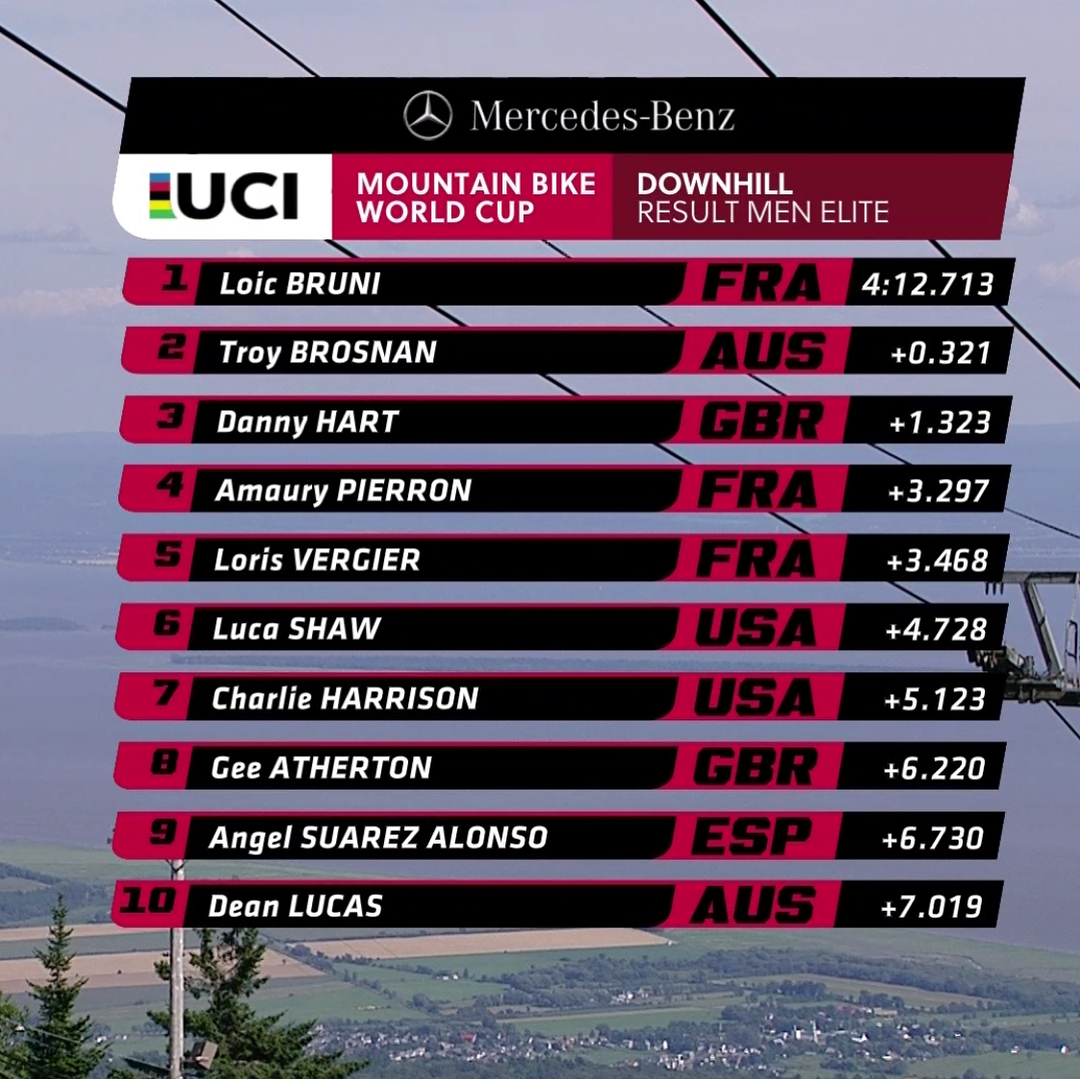 Mercedes-Benz
UCI
MOUNTAIN BIKE
WORLD CUP
DOWNHILL
RESULT MEN ELITE
1 Loic BRUNI FRA 4:12.713
2 Troy BROSNAN AUS +0.321
3 Danny HART GBR +1.323
4 Amaury PIERRON FRA +3.297
5 Loris VERGIER FRA +3.468
6 Luca SHAW USA +4.728
7 Charlie HARRISON USA +5.123
8 Gee ATHERTON GBR +6.220
9 Angel SUAREZ ALONSO ESP +6.730
10 Dean LUCAS AUS +7.019